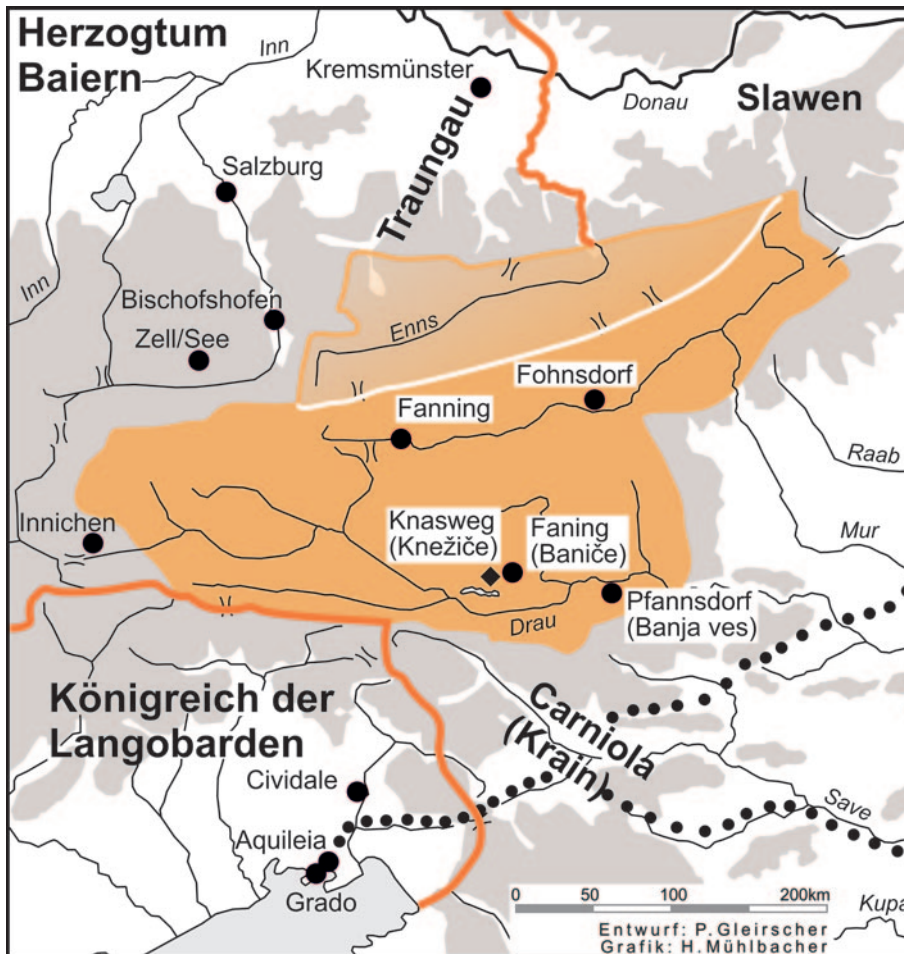 Herzogtum
Baiern
Inn
Kremsmünster
Donau
Slawen
Traungau
Salzburg
Inn
Bischofshofen
Zell/See
Enns
Fohnsdorf
Fanning
Raab
Innichen
Knasweg
(Knežiče)
Faning
(Baniče)
Mur
Pfannsdorf
(Banja ves)
Drau
Königreich der
Langobarden
Carniola
(Krain)
Cividale
Save
Aquileia
Grado
0 50 100 200km
Kupa
Entwurf: P.Gleirscher
Grafik: H.Mühlbacher